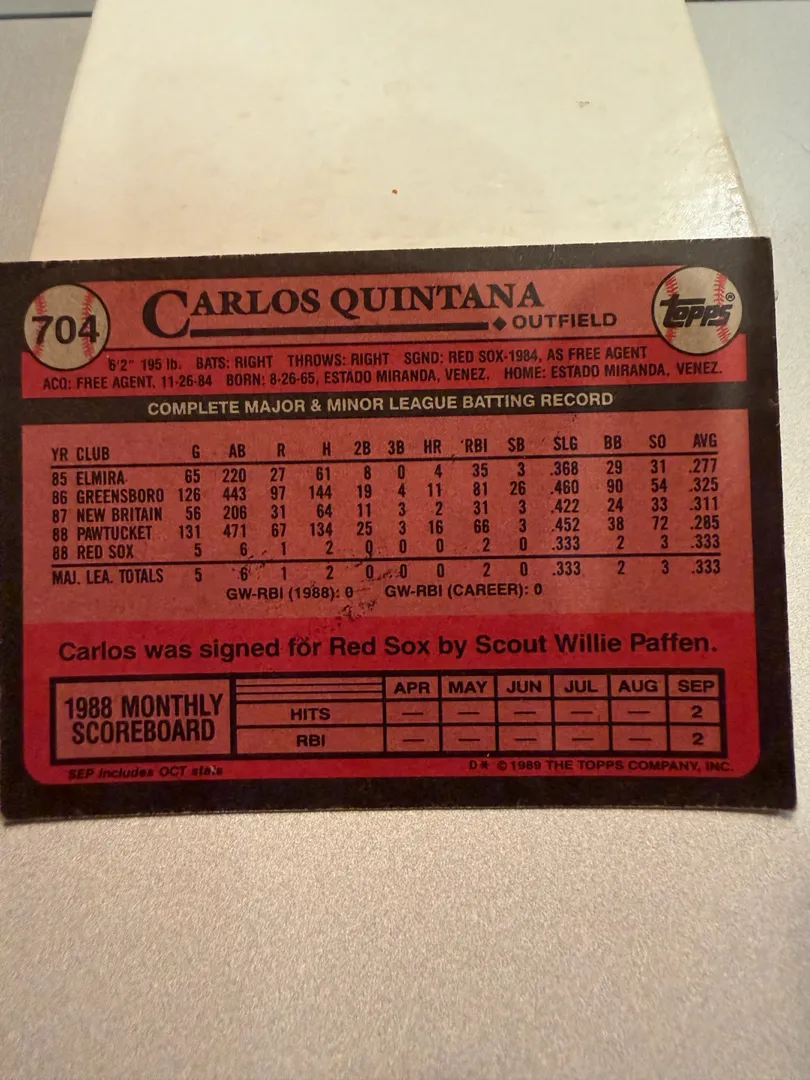 704
CARLOS QUINTANA
◆ OUTFIELD
TOPPS®
6'2" 195 lb. BATS: RIGHT THROWS: RIGHT SGND: RED SOX-1984, AS FREE AGENT
ACQ: FREE AGENT, 11-26-84 BORN: 8-26-65, ESTADO MIRANDA, VENEZ. HOME: ESTADO MIRANDA, VENEZ.
COMPLETE MAJOR & MINOR LEAGUE BATTING RECORD
YR CLUB G AB R H 2B 3B HR RBI SB SLG BB SO AVG
85 ELMIRA 65 220 27 61 8 0 4 35 3 .368 29 31 .277
86 GREENSBORO 126 443 97 144 19 4 11 81 26 .460 90 54 .325
87 NEW BRITAIN 56 206 31 64 11 3 2 31 3 .422 24 33 .311
88 PAWTUCKET 131 471 67 134 25 3 16 66 3 .452 38 72 .285
88 RED SOX 5 6 1 2 0 0 0 2 0 .333 2 3 .333
MAJ. LEA. TOTALS 5 6 1 2 0 0 0 2 0 .333 2 3 .333
GW-RBI (1988): 0 GW-RBI (CAREER): 0
Carlos was signed for Red Sox by Scout Willie Paffen.
1988 MONTHLY
SCOREBOARD
APR MAY JUN JUL AUG SEP
HITS — — — — — 2
RBI — — — — — 2
SEP includes OCT stats
D* © 1989 THE TOPPS COMPANY, INC.